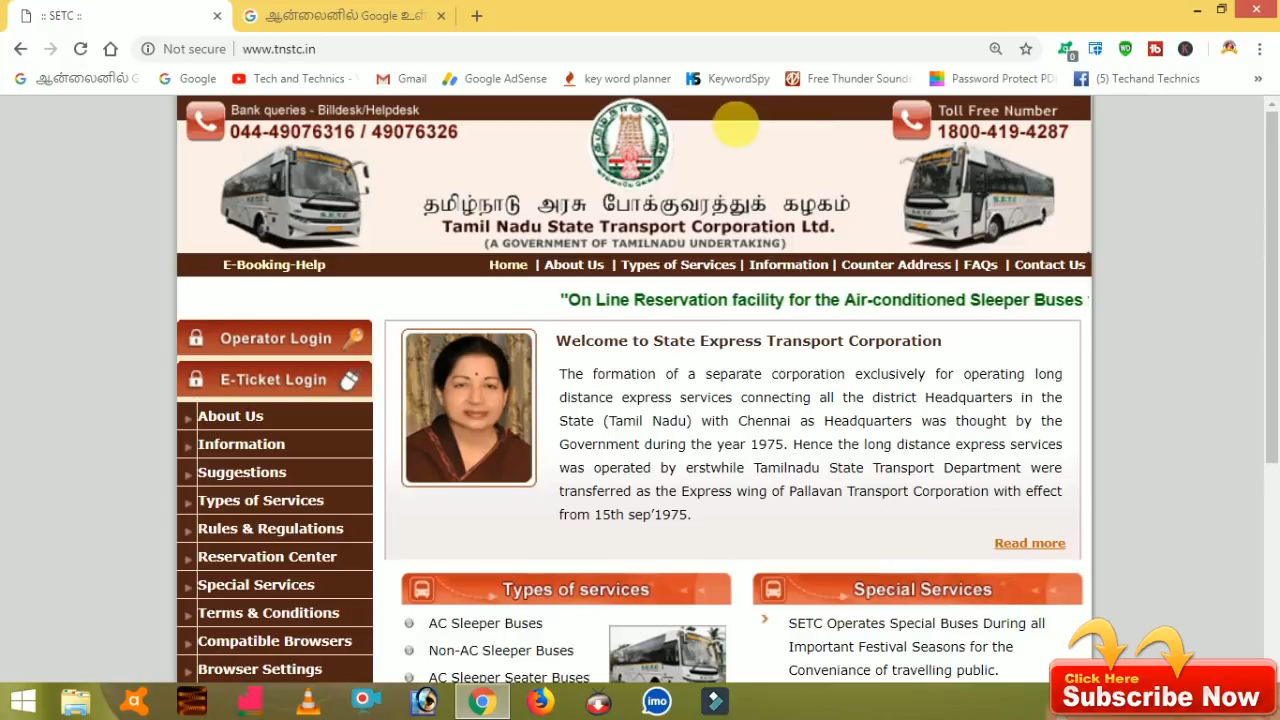 :: SETC ::
ஆன்லைனில் Google உள்
Not secure
www.tnstc.in
0
ஆன்லைனில் G
Google
Tech and Technics -
Gmail
Google AdSense
key word planner
KeywordSpy
Free Thunder Sound
Password Protect PD
(5) Techand Technics
Bank queries - Billdesk/Helpdesk
044-49076316 / 49076326
Toll Free Number
1800-419-4287
தமிழ்நாடு அரசு போக்குவரத்துக் கழகம்
Tamil Nadu State Transport Corporation Ltd.
(A GOVERNMENT OF TAMILNADU UNDERTAKING)
E-Booking-Help
Home | About Us | Types of Services | Information | Counter Address | FAQs | Contact Us
"On Line Reservation facility for the Air-conditioned Sleeper Buses
Operator Login
E-Ticket Login
About Us
Information
Suggestions
Types of Services
Rules & Regulations
Reservation Center
Special Services
Terms & Conditions
Compatible Browsers
Browser Settings
Welcome to State Express Transport Corporation
The formation of a separate corporation exclusively for operating long
distance express services connecting all the district Headquarters in the
State (Tamil Nadu) with Chennai as Headquarters was thought by the
Government during the year 1975. Hence the long distance express services
was operated by erstwhile Tamilnadu State Transport Department were
transferred as the Express wing of Pallavan Transport Corporation with effect
from 15th sep'1975.
Read more
Types of services
AC Sleeper Buses
Non-AC Sleeper Buses
AC Sleeper Seater Buses
Special Services
SETC Operates Special Buses During all
Important Festival Seasons for the
Conveniance of travelling public.
Click Here
Subscribe Now
imo